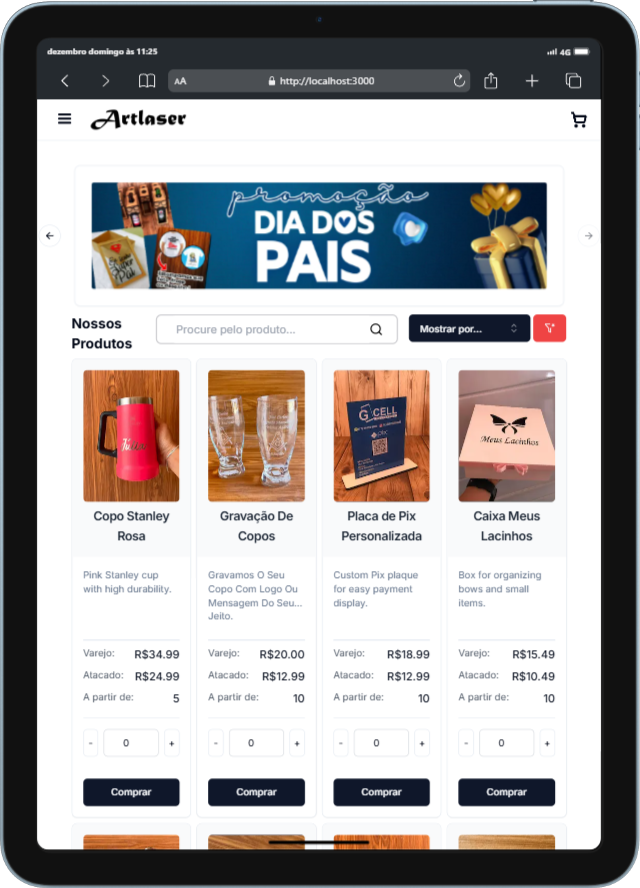 dezembro domingo às 11:25
4G
AA
http://localhost:3000
Artlaser
promoção
DIA DOS
PAIS
Nossos
Produtos
Procure pelo produto...
Mostrar por...
G CELL
Meus Lacinhos
Copo Stanley
Rosa
Gravação De
Copos
Placa de Pix
Personalizada
Caixa Meus
Lacinhos
Pink Stanley cup
with high durability.
Gravamos O Seu
Copo Com Logo Ou
Mensagem Do Seu...
Jeito.
Custom Pix plaque
for easy payment
display.
Box for organizing
bows and small
items.
Varejo: R$34.99
Atacado: R$24.99
A partir de: 5
Varejo: R$20.00
Atacado: R$12.99
A partir de: 10
Varejo: R$18.99
Atacado: R$12.99
A partir de: 10
Varejo: R$15.49
Atacado: R$10.49
A partir de: 10
- 0 +
- 0 +
- 0 +
- 0 +
Comprar
Comprar
Comprar
Comprar